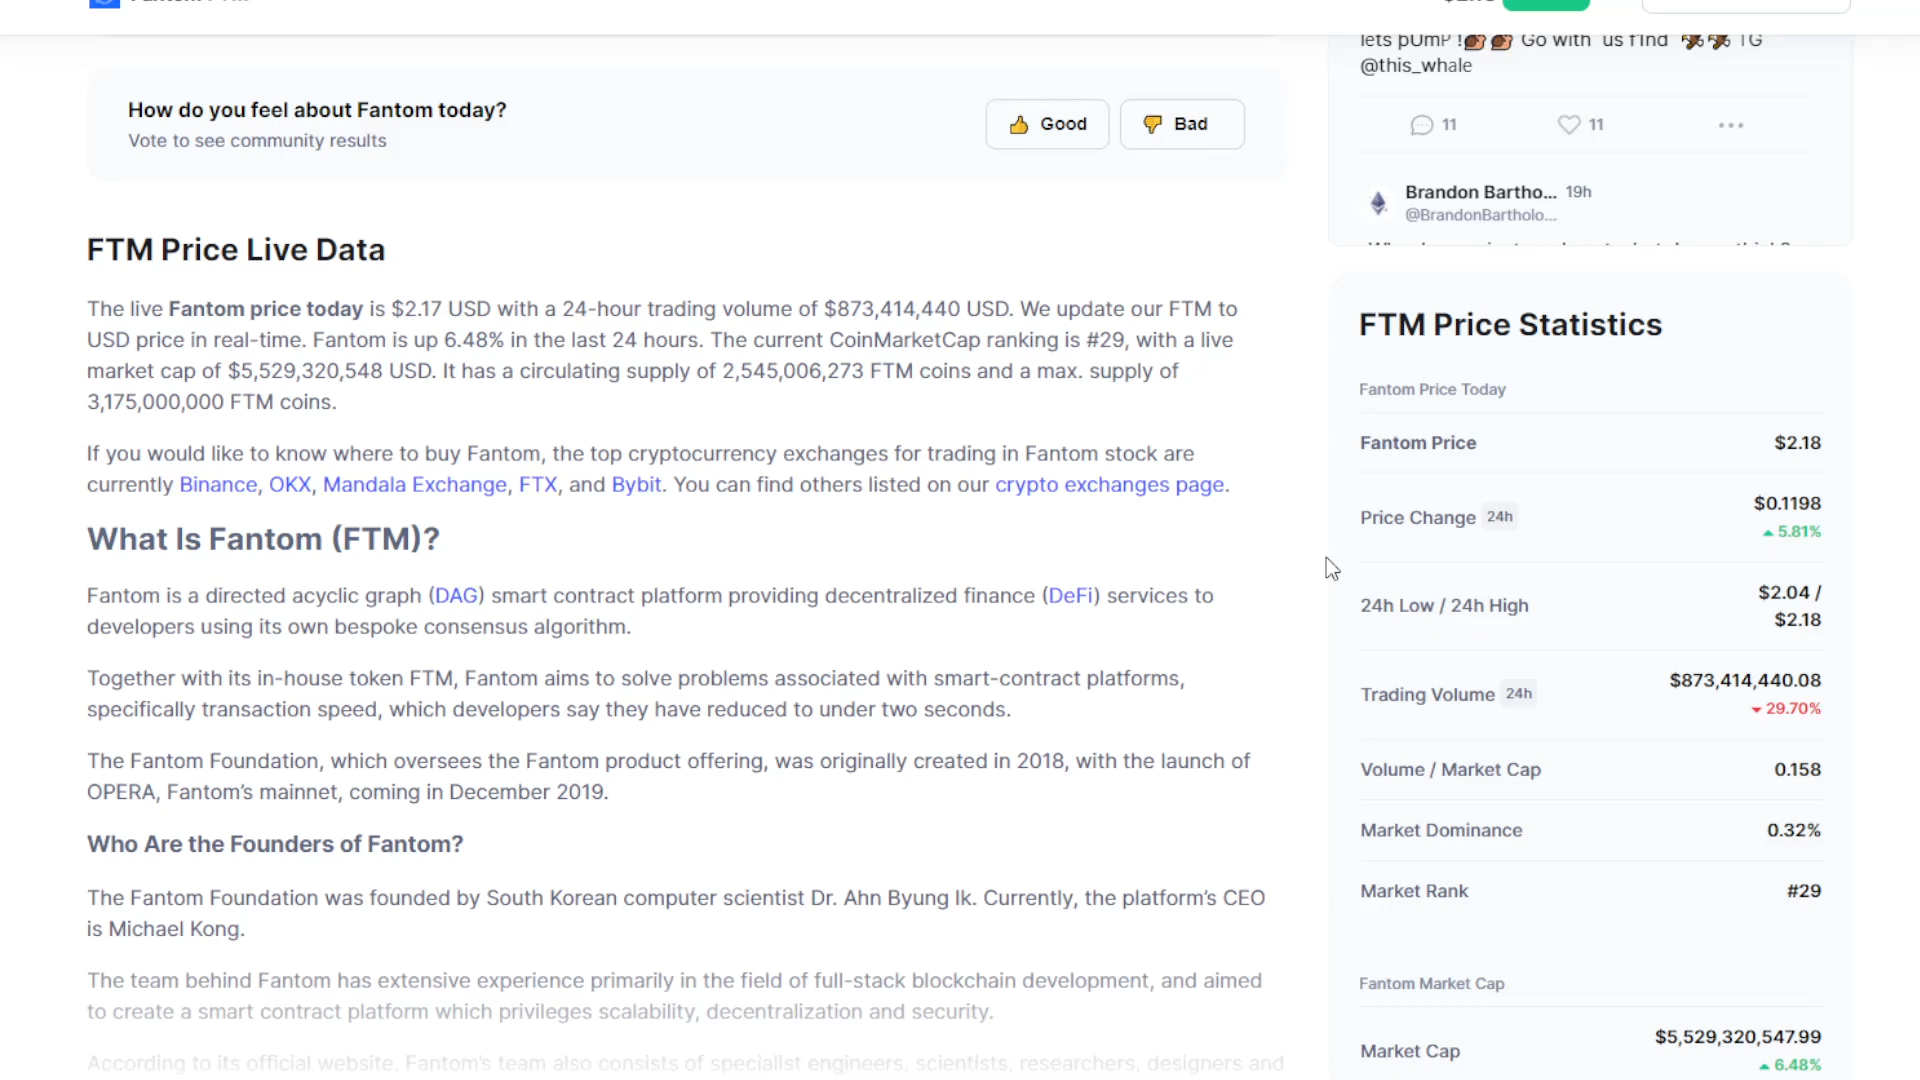 lets pUmP ! Go with us f1nd TG
@this_whale
How do you feel about Fantom today?
Vote to see community results
Good
Bad
11
11
Brandon Bartho... 19h
@BrandonBartholo...
FTM Price Live Data
The live Fantom price today is $2.17 USD with a 24-hour trading volume of $873,414,440 USD. We update our FTM to
USD price in real-time. Fantom is up 6.48% in the last 24 hours. The current CoinMarketCap ranking is #29, with a live
market cap of $5,529,320,548 USD. It has a circulating supply of 2,545,006,273 FTM coins and a max. supply of
3,175,000,000 FTM coins.
If you would like to know where to buy Fantom, the top cryptocurrency exchanges for trading in Fantom stock are
currently Binance, OKX, Mandala Exchange, FTX, and Bybit. You can find others listed on our crypto exchanges page.
What Is Fantom (FTM)?
Fantom is a directed acyclic graph (DAG) smart contract platform providing decentralized finance (DeFi) services to
developers using its own bespoke consensus algorithm.
Together with its in-house token FTM, Fantom aims to solve problems associated with smart-contract platforms,
specifically transaction speed, which developers say they have reduced to under two seconds.
The Fantom Foundation, which oversees the Fantom product offering, was originally created in 2018, with the launch of
OPERA, Fantom’s mainnet, coming in December 2019.
Who Are the Founders of Fantom?
The Fantom Foundation was founded by South Korean computer scientist Dr. Ahn Byung Ik. Currently, the platform’s CEO
is Michael Kong.
The team behind Fantom has extensive experience primarily in the field of full-stack blockchain development, and aimed
to create a smart contract platform which privileges scalability, decentralization and security.
According to its official website, Fantom’s team also consists of specialist engineers, scientists, researchers, designers and
FTM Price Statistics
Fantom Price Today
Fantom Price $2.18
Price Change 24h $0.1198
5.81%
24h Low / 24h High $2.04 /
$2.18
Trading Volume 24h $873,414,440.08
29.70%
Volume / Market Cap 0.158
Market Dominance 0.32%
Market Rank #29
Fantom Market Cap
Market Cap $5,529,320,547.99
6.48%